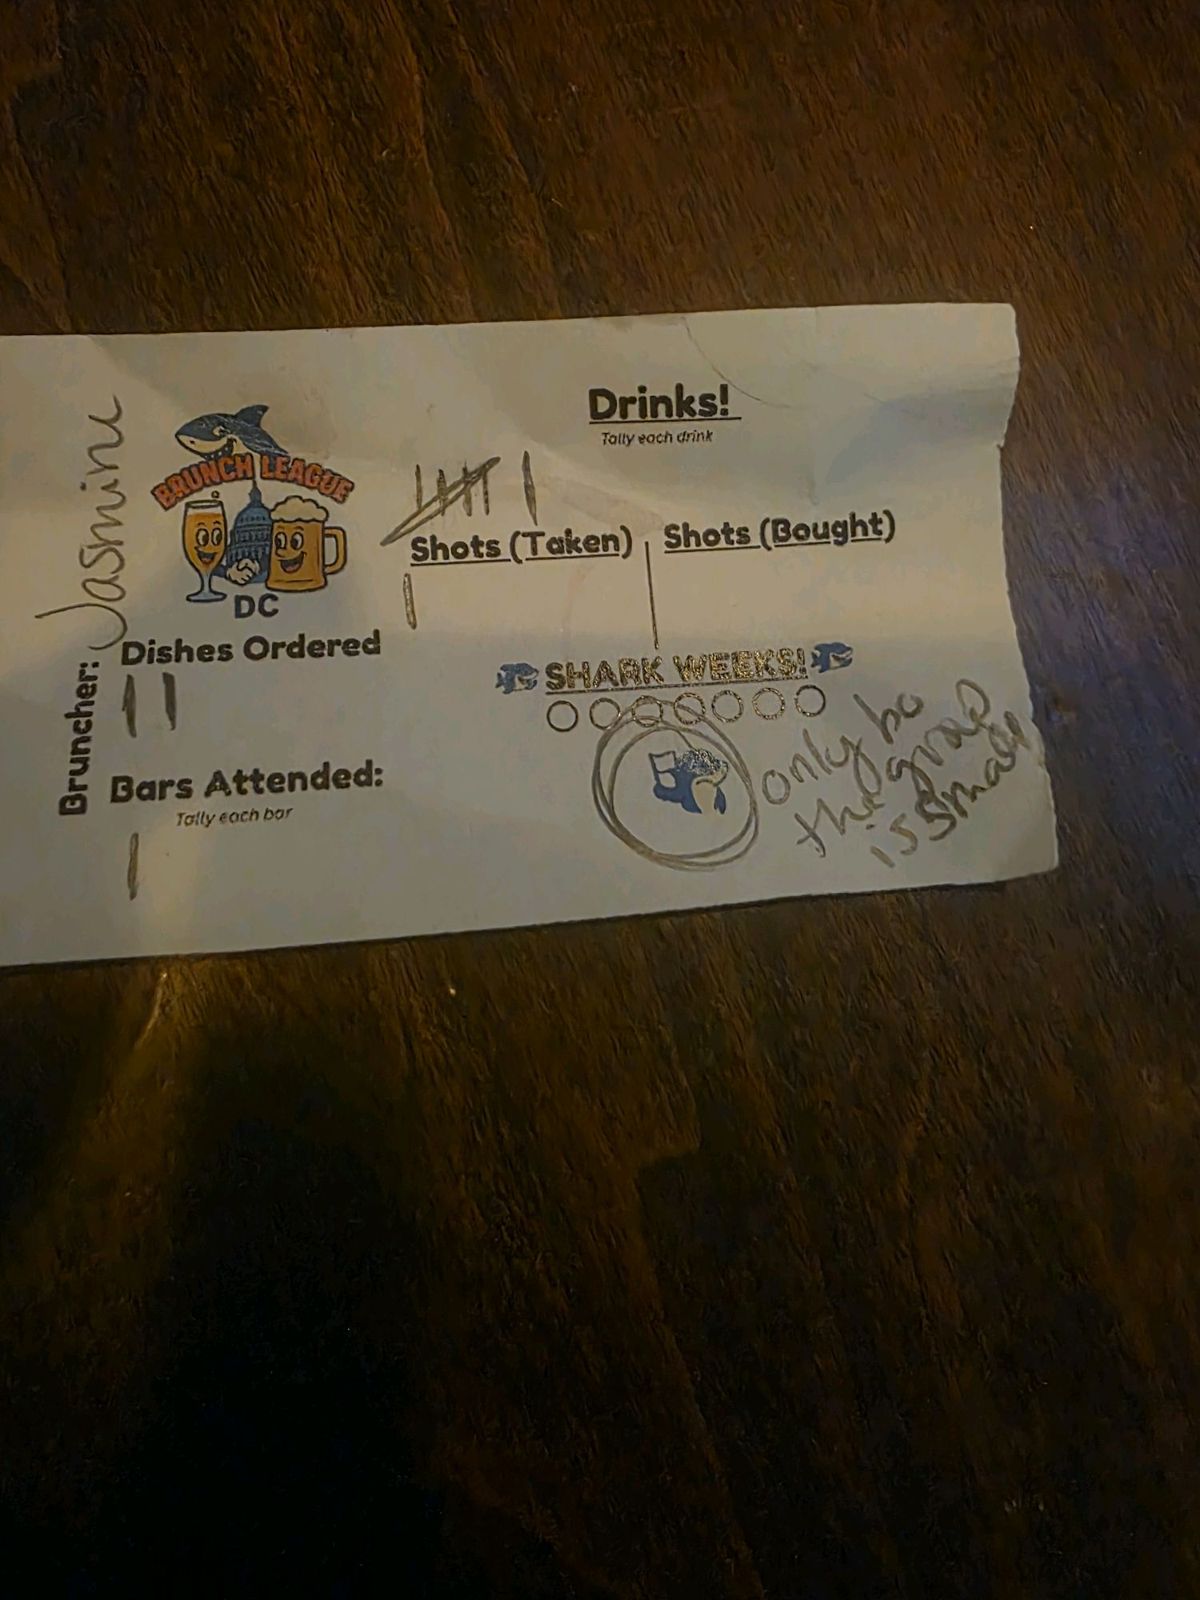 Bruncher: Jasmine
BRUNCH LEAGUE
DC
Dishes Ordered
Bars Attended:
Tally each bar
Drinks!
Tally each drink
Shots (Taken)
Shots (Bought)
SHARK WEEKS!
only bc
the group
is small